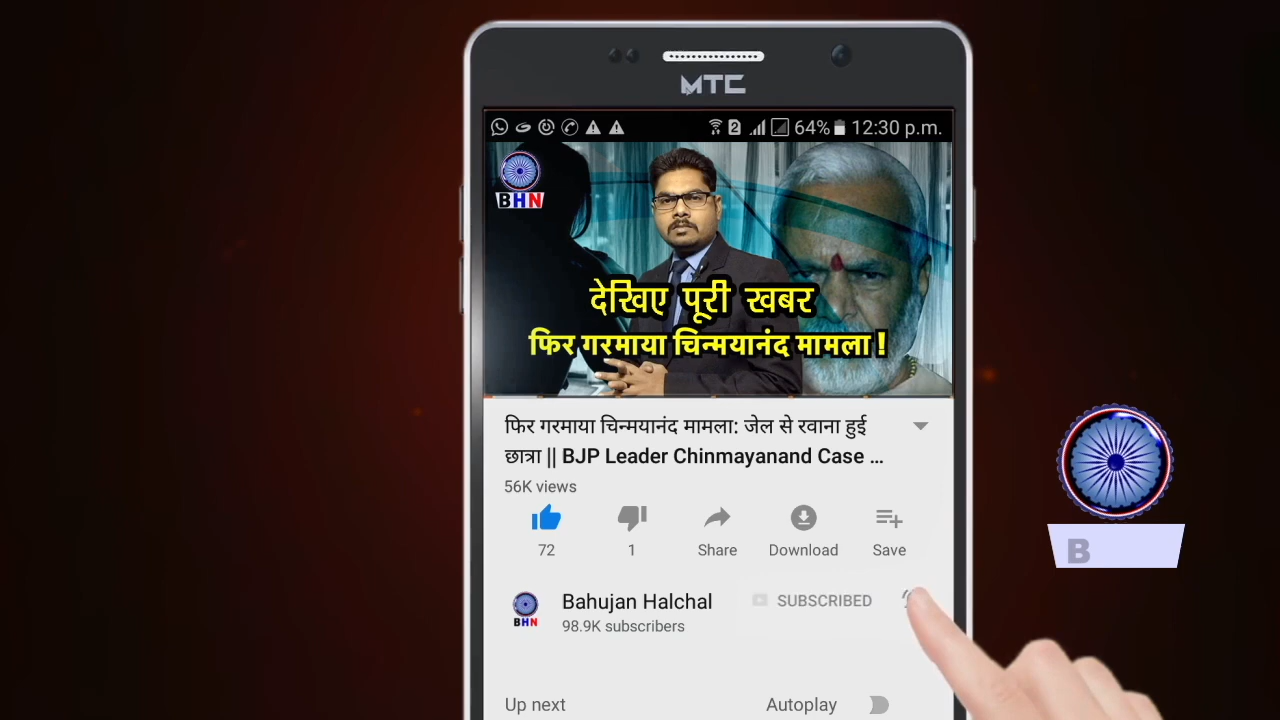 MTC
2 64% 12:30 p.m.
BHN
देखिए पूरी खबर
फिर गरमाया चिन्मयानंद मामला !
फिर गरमाया चिन्मयानंद मामला: जेल से रवाना हुई
छात्रा || BJP Leader Chinmayanand Case ...
56K views
72 1 Share Download Save
Bahujan Halchal SUBSCRIBED
98.9K subscribers
BHN
B
Up next Autoplay